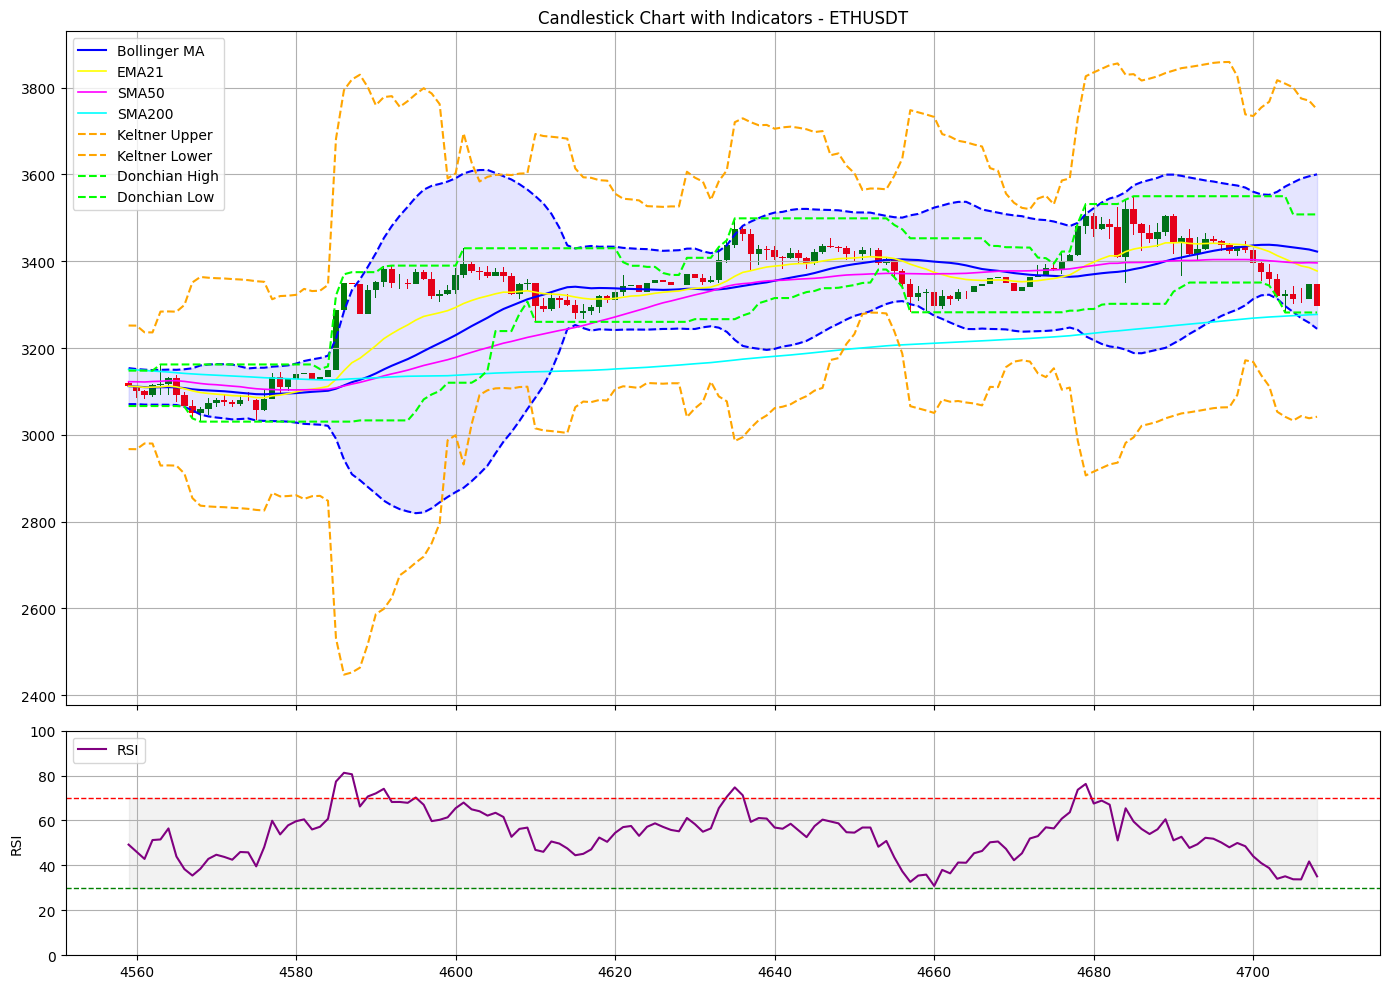 Candlestick Chart with Indicators - ETHUSDT
Bollinger MA
EMA21
SMA50
SMA200
Keltner Upper
Keltner Lower
Donchian High
Donchian Low
3800
3600
3400
3200
3000
2800
2600
2400
RSI
100
80
60
40
20
0
RSI
4560 4580 4600 4620 4640 4660 4680 4700